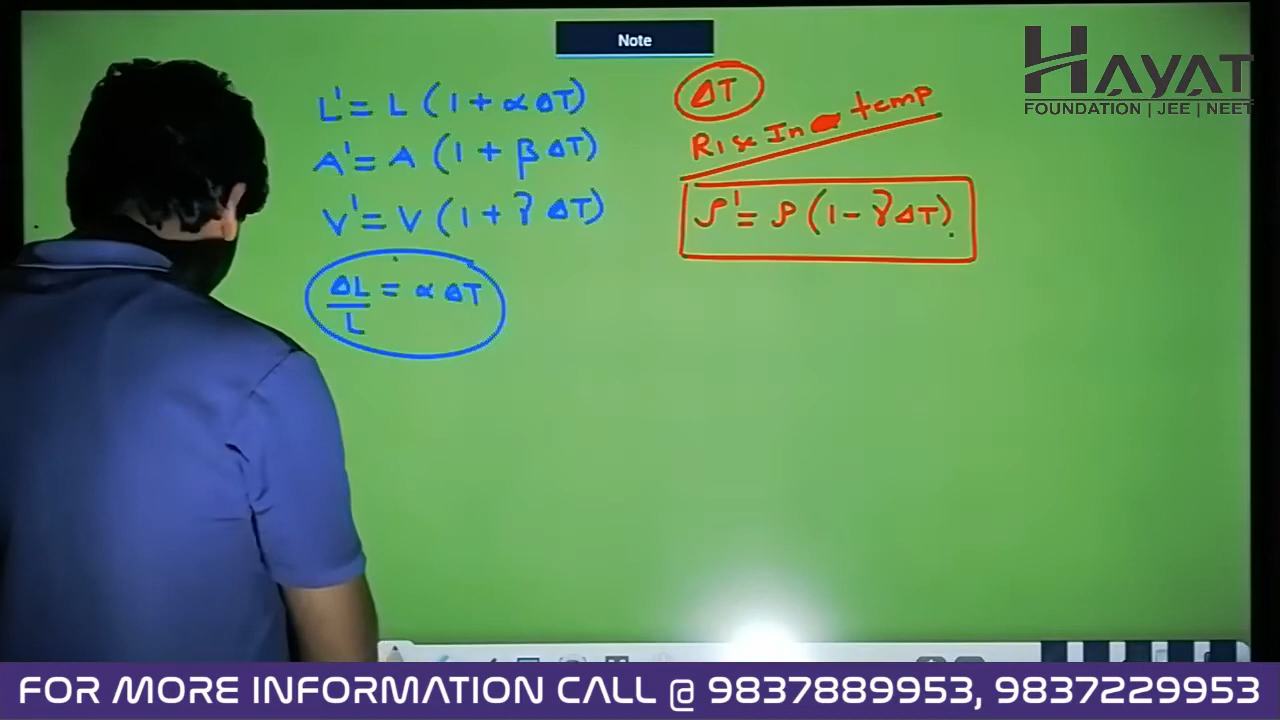 Note
HAYAT
FOUNDATION | JEE | NEET
L' = L (1 + α ΔT)
A' = A (1 + β ΔT)
V' = V (1 + γ ΔT)
ΔL/L = α ΔT
ΔT
Rise In temp
ρ' = ρ (1 - γ ΔT)
FOR MORE INFORMATION CALL @ 9837889953, 9837229953